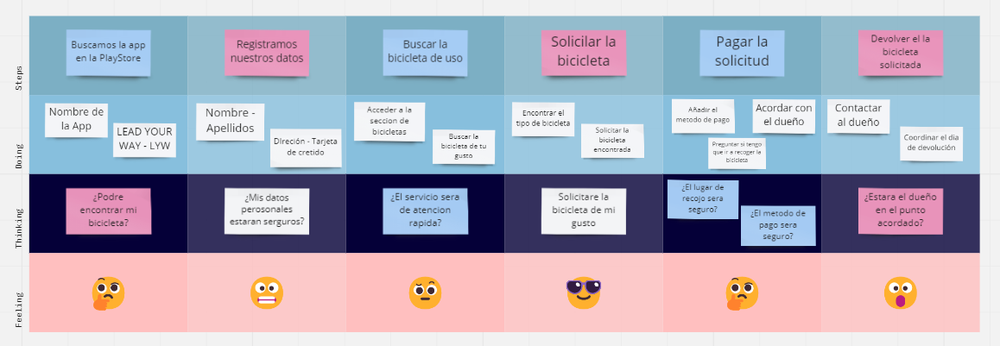 Steps
Buscamos la app
en la PlayStore
Registramos
nuestros datos
Buscar la
bicicleta de uso
Solicilar la
bicicleta
Pagar la
solicitud
Devolver el la
bicicleta
solicitada
Doing
Nombre de
la App
LEAD YOUR
WAY - LYW
Nombre -
Apellidos
Direción - Tarjeta
de cretido
Acceder a la
seccion de
bicicletas
Buscar la
bicicleta de tu
gusto
Encontrar el
tipo de bicicleta
Solicitar la
bicicleta
encontrada
Añadir el
metodo de pago
Acordar con
el dueño
Preguntar si tengo
que ir a recoger la
bicicleta
Contactar
al dueño
Coordinar el dia
de devolución
Thinking
¿Podre
encontrar mi
bicicleta?
¿Mis datos
perosonales
estaran serguros?
¿El servicio sera
de atencion
rapida?
Solicitare la
bicicleta de mi
gusto
¿El lugar de
recojo sera
seguro?
¿El metodo de
pago sera
seguro?
¿Estara el dueño
en el punto
acordado?
Feeling